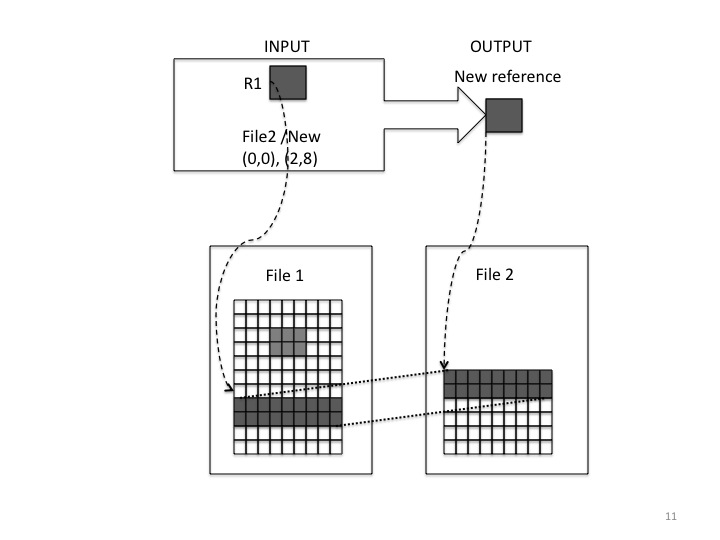 INPUT
OUTPUT
New reference
R1
File2 /New
(0,0), (2,8)
File 1
File 2
11